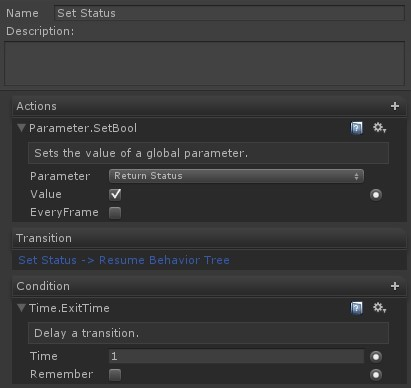 Name Set Status
Description:
Actions
Parameter.SetBool
Sets the value of a global parameter.
Parameter Return Status
Value
EveryFrame
Transition
Set Status -> Resume Behavior Tree
Condition
Time.ExitTime
Delay a transition.
Time 1
Remember